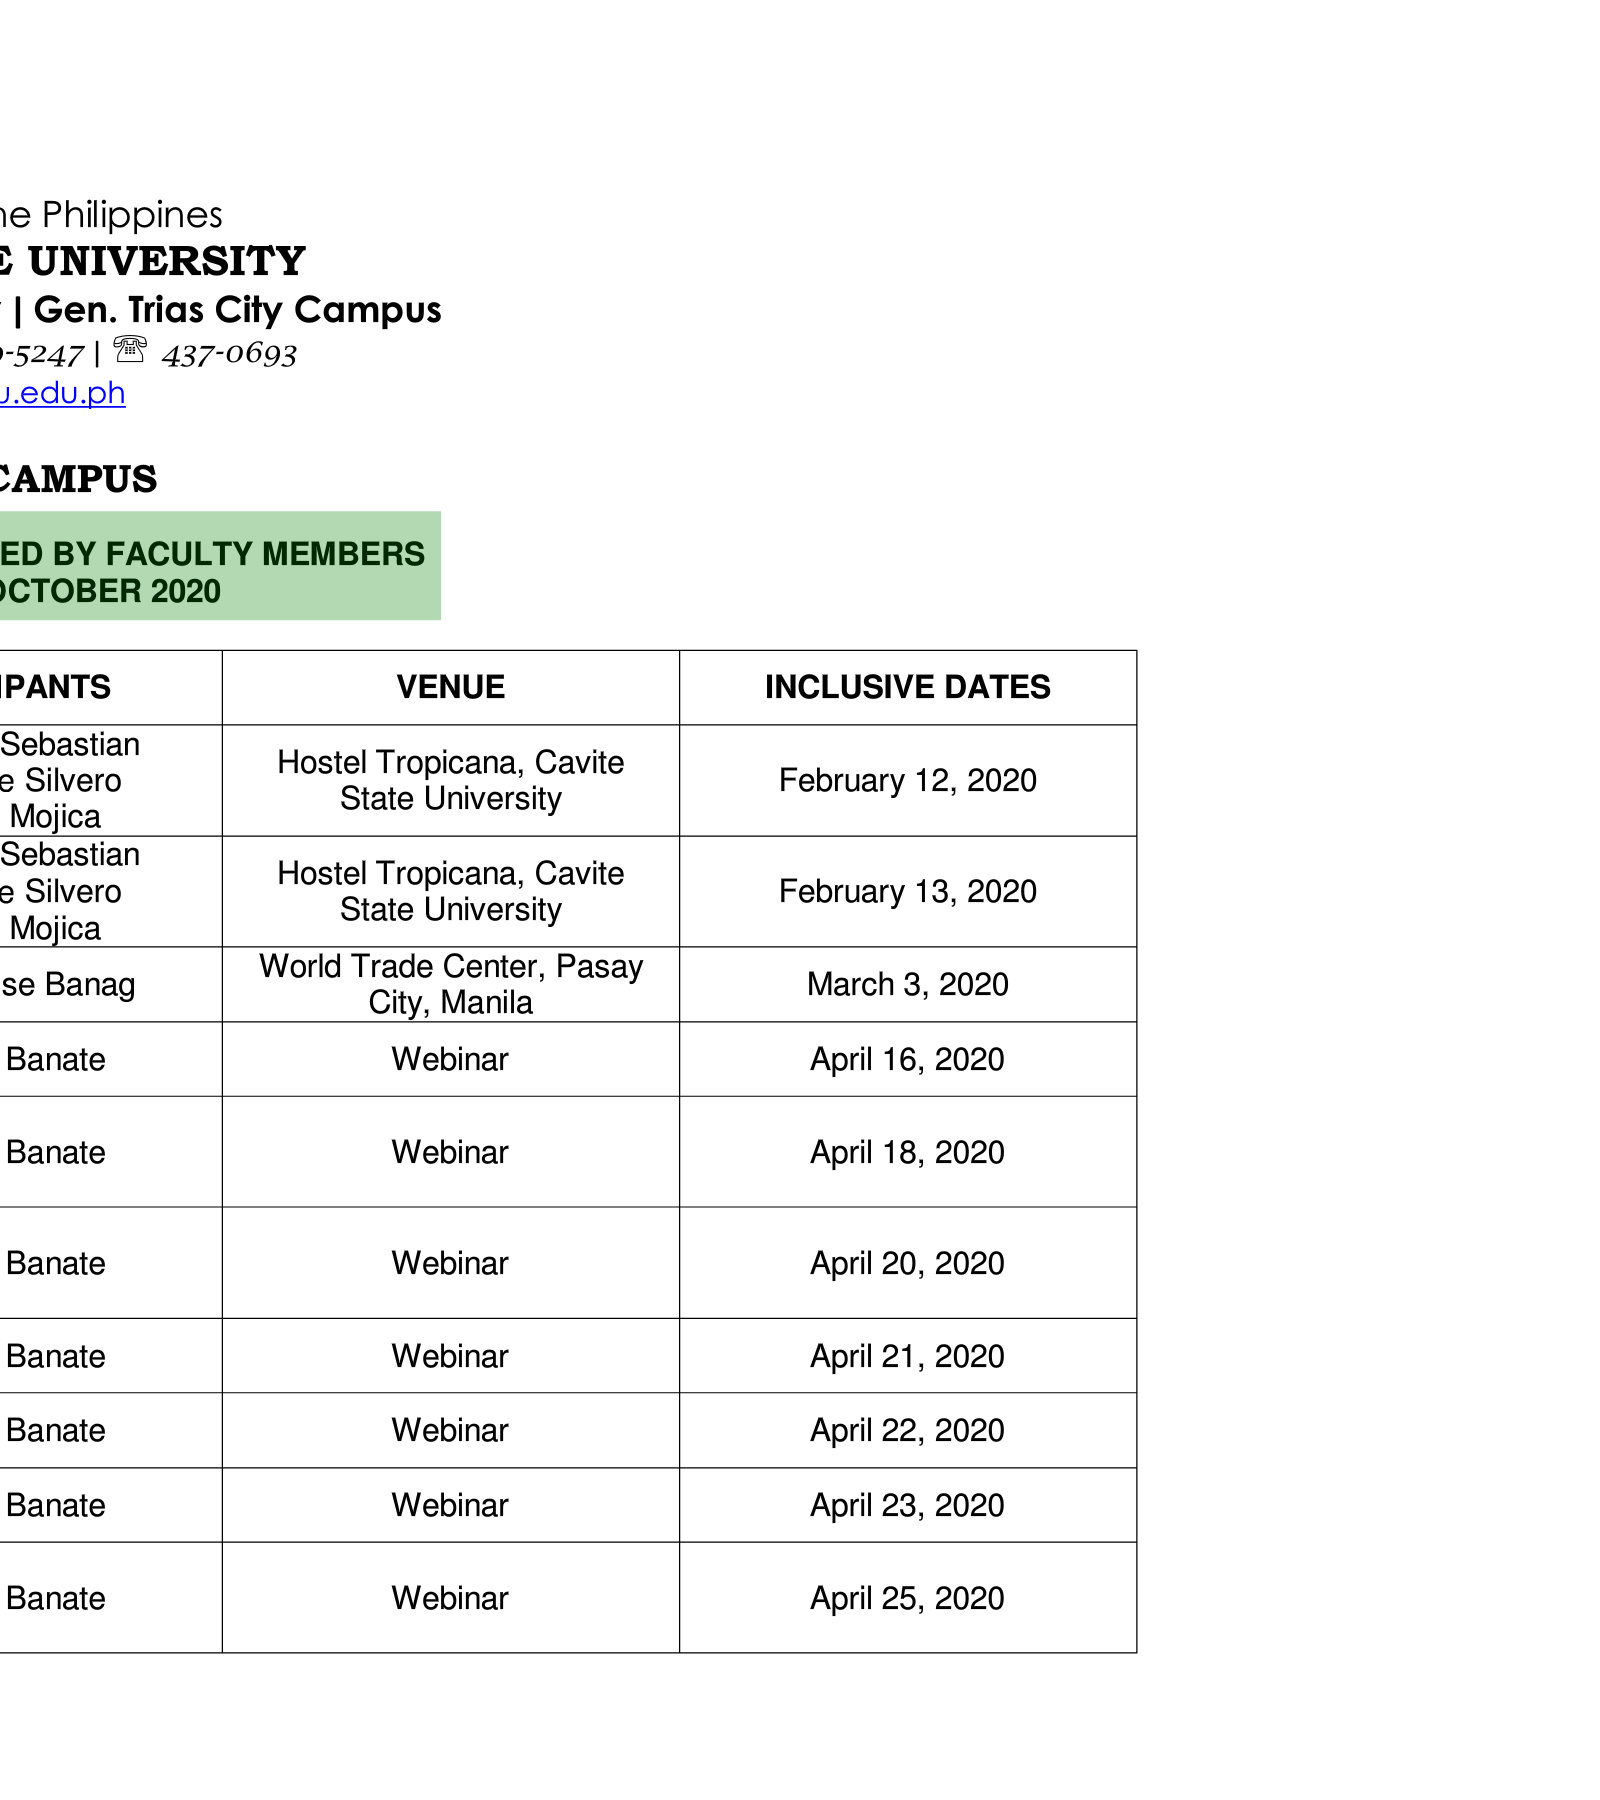 he Philippines
E UNIVERSITY
| Gen. Trias City Campus
-5247 | ☏ 437-0693
u.edu.ph
CAMPUS
ED BY FACULTY MEMBERS
OCTOBER 2020
IPANTS VENUE INCLUSIVE DATES
Sebastian
e Silvero
Mojica
Hostel Tropicana, Cavite
State University
February 12, 2020
Sebastian
e Silvero
Mojica
Hostel Tropicana, Cavite
State University
February 13, 2020
se Banag
World Trade Center, Pasay
City, Manila
March 3, 2020
Banate Webinar April 16, 2020
Banate Webinar April 18, 2020
Banate Webinar April 20, 2020
Banate Webinar April 21, 2020
Banate Webinar April 22, 2020
Banate Webinar April 23, 2020
Banate Webinar April 25, 2020